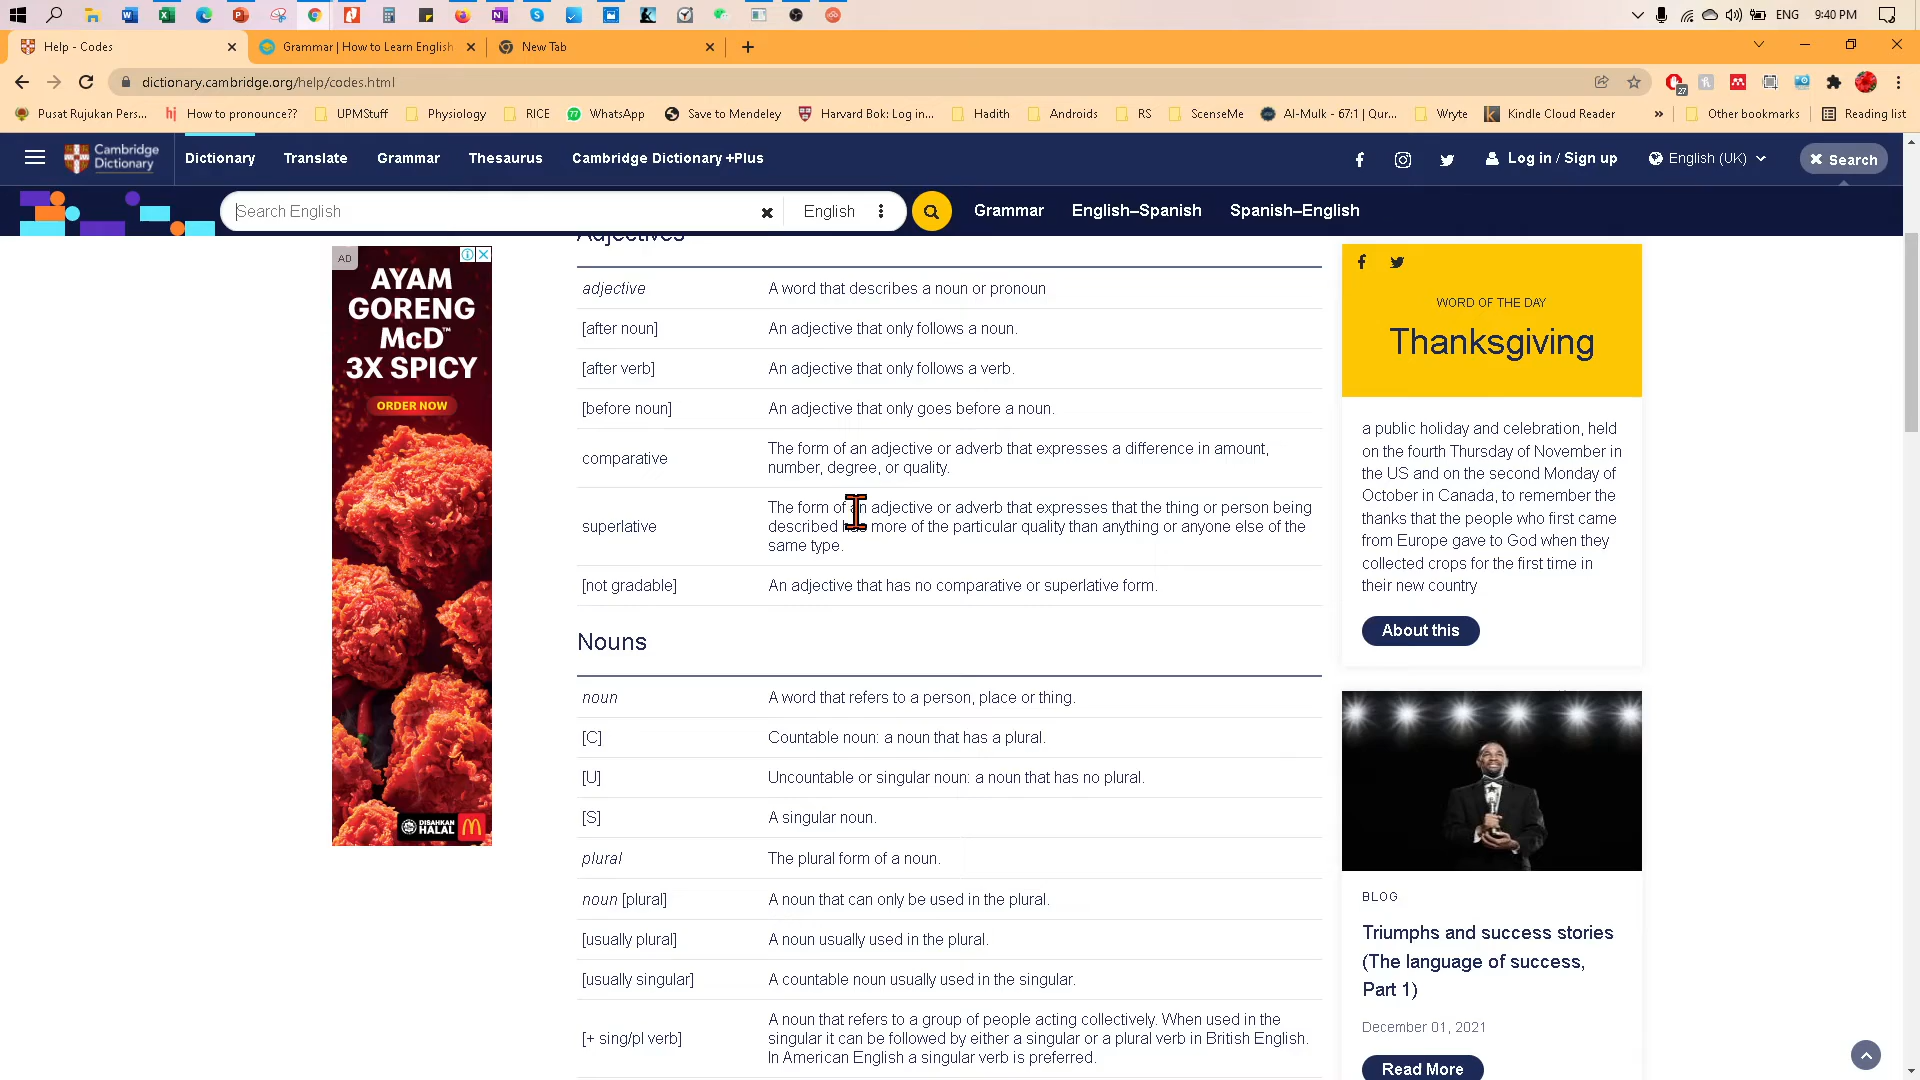 ENG
9:40 PM
Help - Codes
Grammar | How to Learn English
New Tab
dictionary.cambridge.org/help/codes.html
27
Pusat Rujukan Pers...
How to pronounce??
UPMStuff
Physiology
RICE
WhatsApp
Save to Mendeley
Harvard Bok: Log in...
Hadith
Androids
RS
ScenseMe
Al-Mulk - 67:1 | Qur...
Wryte
Kindle Cloud Reader
»
Other bookmarks
Reading list
Cambridge
Dictionary
Dictionary
Translate
Grammar
Thesaurus
Cambridge Dictionary +Plus
Log in / Sign up
English (UK)
Search
Search English
English
Grammar
English–Spanish
Spanish–English
Adjectives
adjective A word that describes a noun or pronoun
[after noun] An adjective that only follows a noun.
[after verb] An adjective that only follows a verb.
[before noun] An adjective that only goes before a noun.
comparative The form of an adjective or adverb that expresses a difference in amount,
number, degree, or quality.
superlative The form of an adjective or adverb that expresses that the thing or person being
described has more of the particular quality than anything or anyone else of the
same type.
[not gradable] An adjective that has no comparative or superlative form.
Nouns
noun A word that refers to a person, place or thing.
[C] Countable noun: a noun that has a plural.
[U] Uncountable or singular noun: a noun that has no plural.
[S] A singular noun.
plural The plural form of a noun.
noun [plural] A noun that can only be used in the plural.
[usually plural] A noun usually used in the plural.
[usually singular] A countable noun usually used in the singular.
[+ sing/pl verb] A noun that refers to a group of people acting collectively. When used in the
singular it can be followed by either a singular or a plural verb in British English.
In American English a singular verb is preferred.
AD
AYAM
GORENG
McD™
3X SPICY
ORDER NOW
DISAHKAN
HALAL
WORD OF THE DAY
Thanksgiving
a public holiday and celebration, held
on the fourth Thursday of November in
the US and on the second Monday of
October in Canada, to remember the
thanks that the people who first came
from Europe gave to God when they
collected crops for the first time in
their new country
About this
BLOG
Triumphs and success stories
(The language of success,
Part 1)
December 01, 2021
Read More